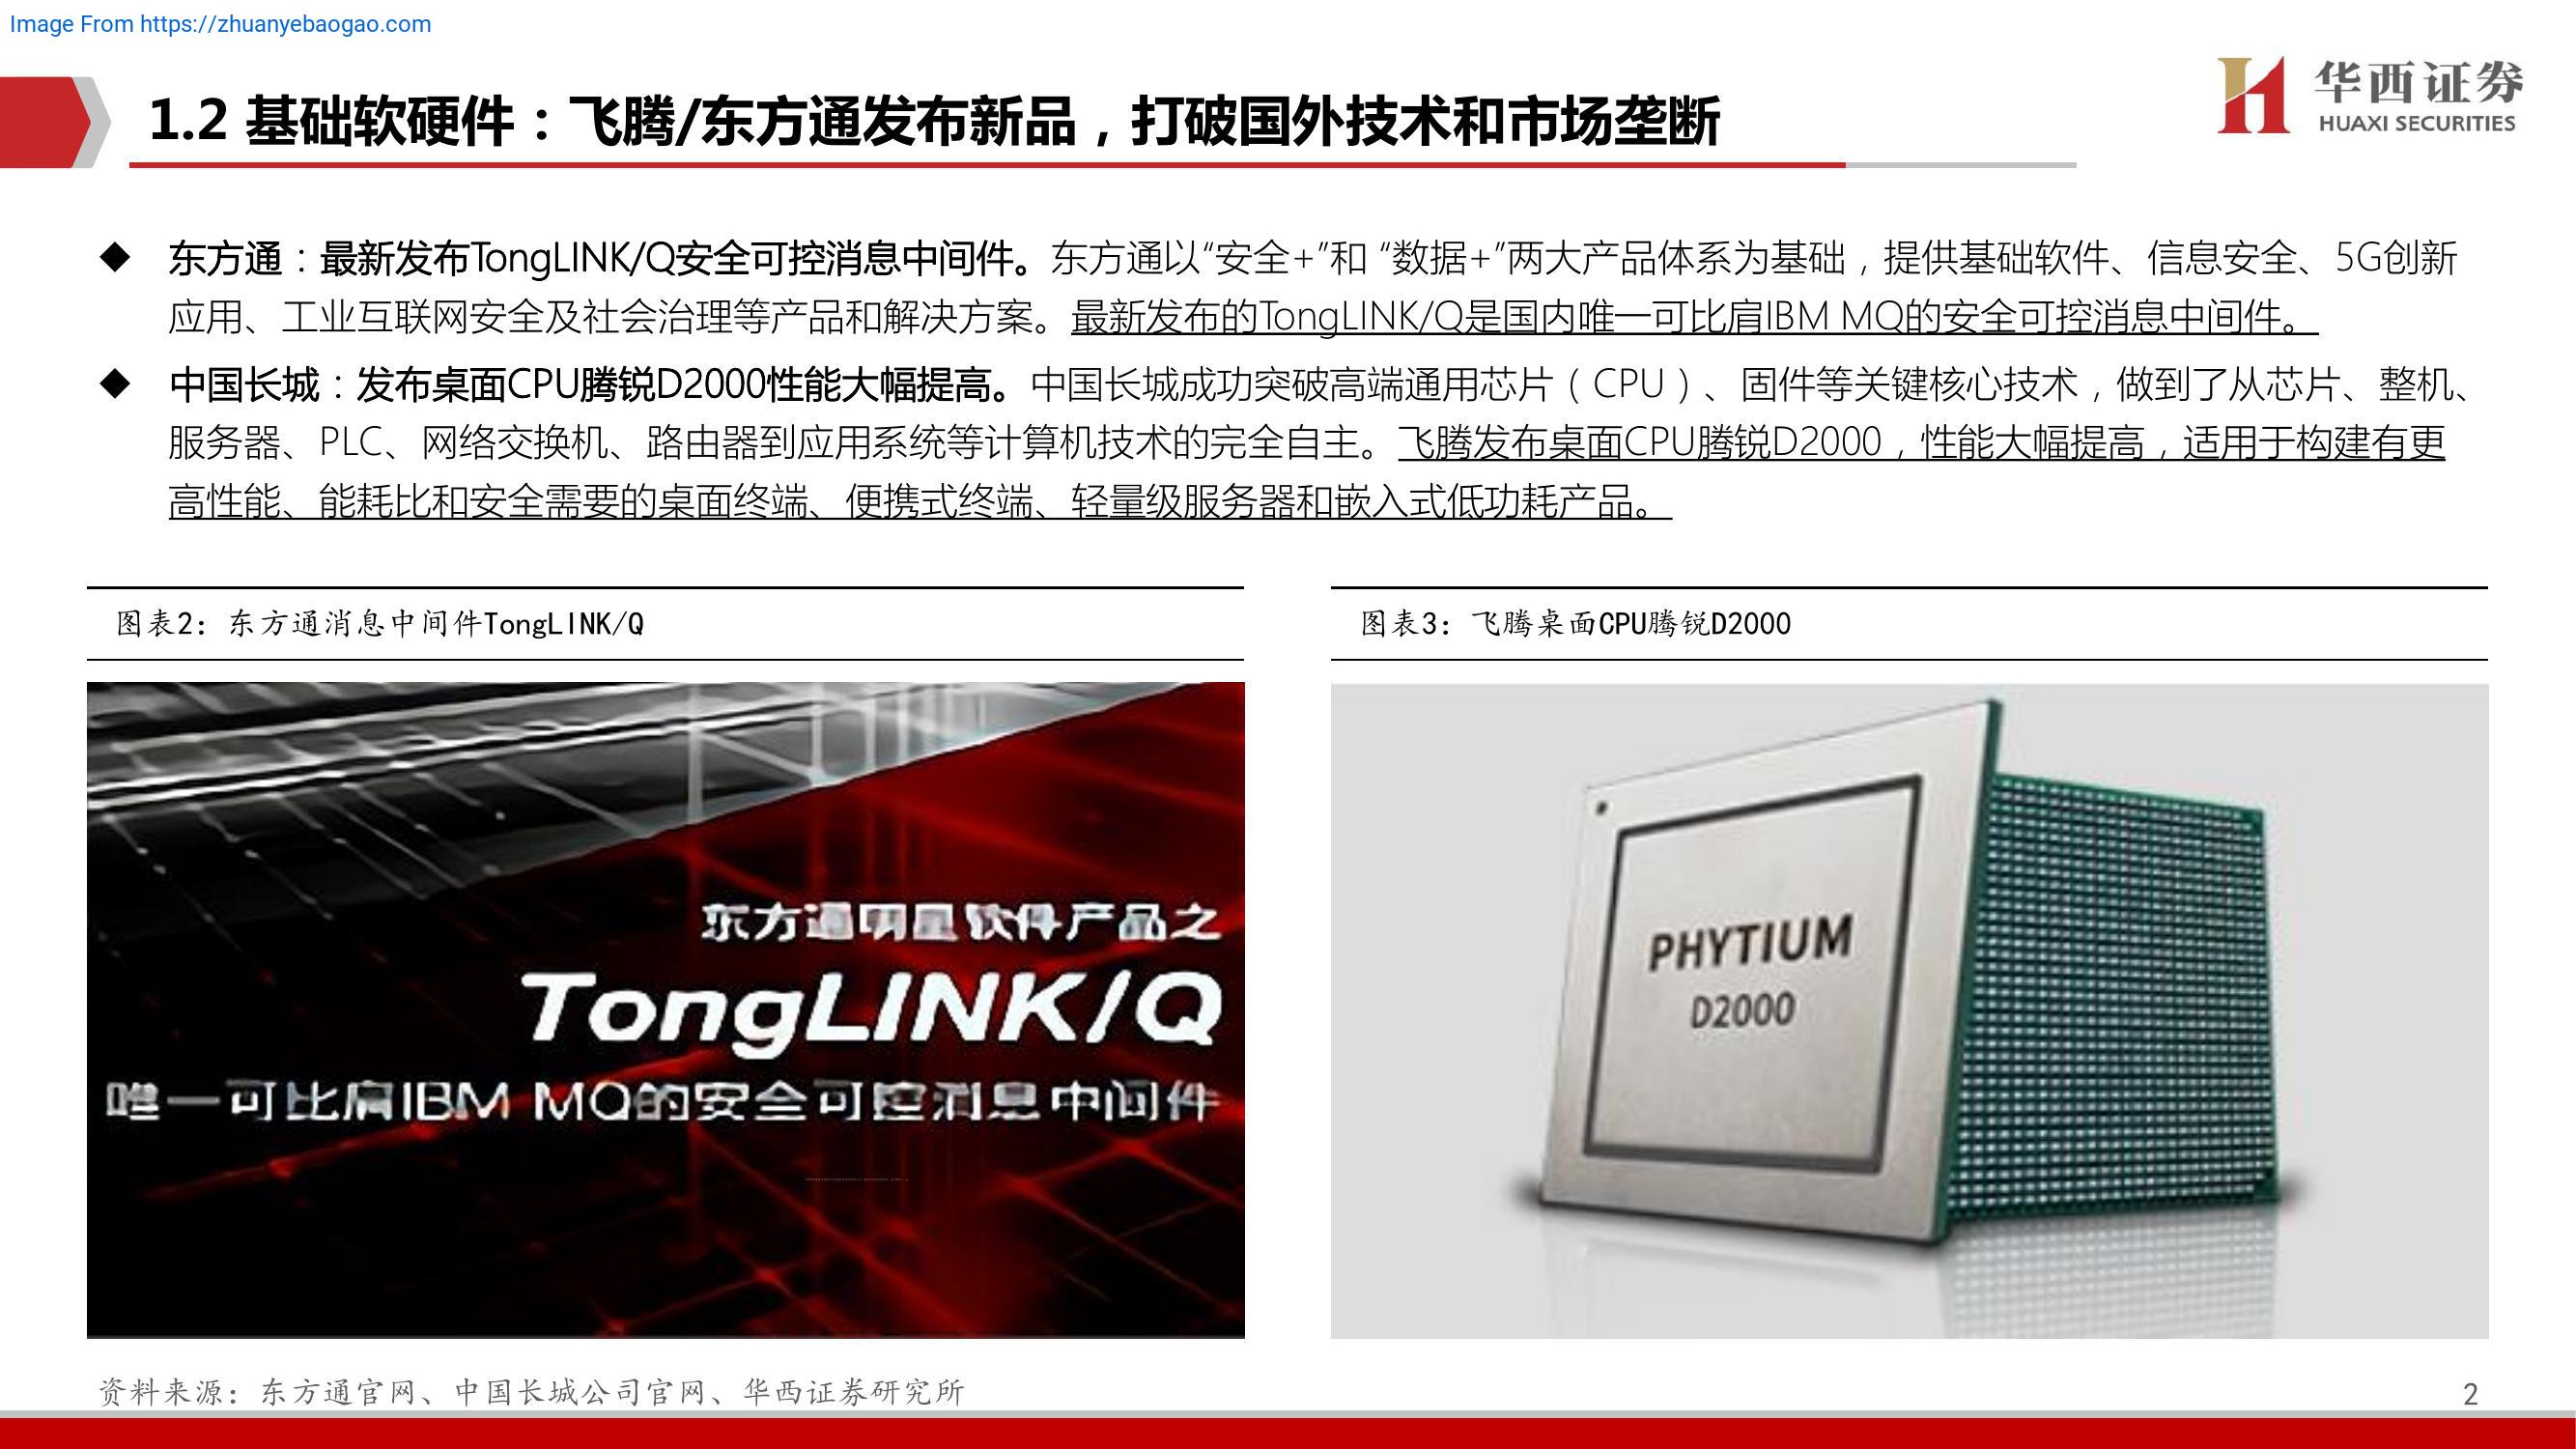 Image From https://zhuanyebaogao.com
华西证券
HUAXI SECURITIES
1.2 基础软硬件：飞腾/东方通发布新品，打破国外技术和市场垄断
◆ 东方通：最新发布TongLINK/Q安全可控消息中间件。东方通以“安全+”和 “数据+”两大产品体系为基础，提供基础软件、信息安全、5G创新
应用、工业互联网安全及社会治理等产品和解决方案。最新发布的TongLINK/Q是国内唯一可比肩IBM MQ的安全可控消息中间件。
◆ 中国长城：发布桌面CPU腾锐D2000性能大幅提高。中国长城成功突破高端通用芯片（CPU）、固件等关键核心技术，做到了从芯片、整机、
服务器、PLC、网络交换机、路由器到应用系统等计算机技术的完全自主。飞腾发布桌面CPU腾锐D2000，性能大幅提高，适用于构建有更
高性能、能耗比和安全需要的桌面终端、便携式终端、轻量级服务器和嵌入式低功耗产品。
图表2：东方通消息中间件TongLINK/Q
东方通明星软件产品之
TongLINK/Q
唯一可比肩IBM MQ的安全可控消息中间件
图表3：飞腾桌面CPU腾锐D2000
PHYTIUM
D2000
资料来源：东方通官网、中国长城公司官网、华西证券研究所
2